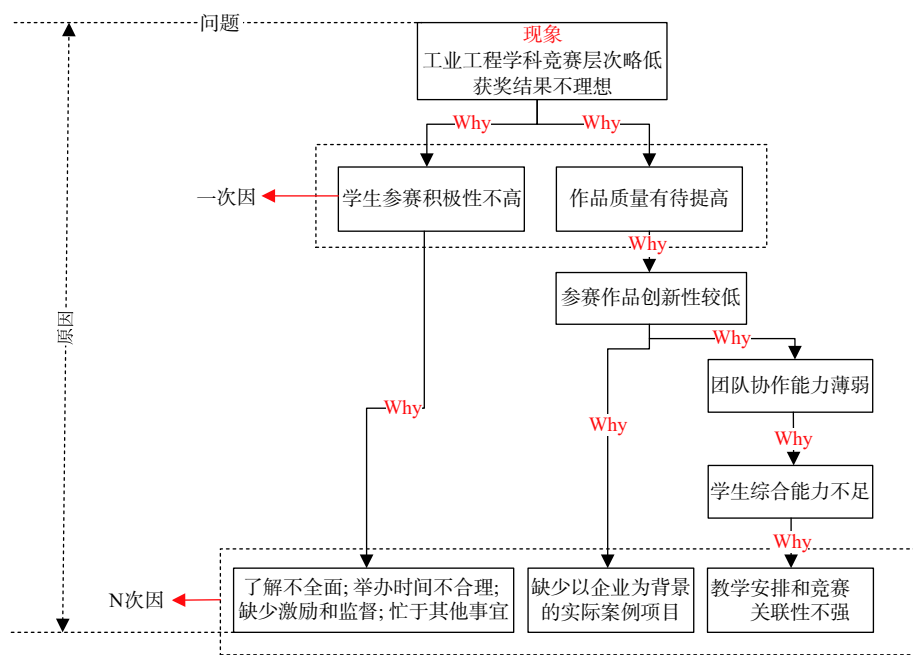 问题
现象
工业工程学科竞赛层次略低
获奖结果不理想
Why
Why
一次因
学生参赛积极性不高
作品质量有待提高
Why
参赛作品创新性较低
原因
Why
团队协作能力薄弱
Why
Why
Why
学生综合能力不足
Why
N次因
了解不全面; 举办时间不合理;
缺少激励和监督; 忙于其他事宜
缺少以企业为背景
的实际案例项目
教学安排和竞赛
关联性不强